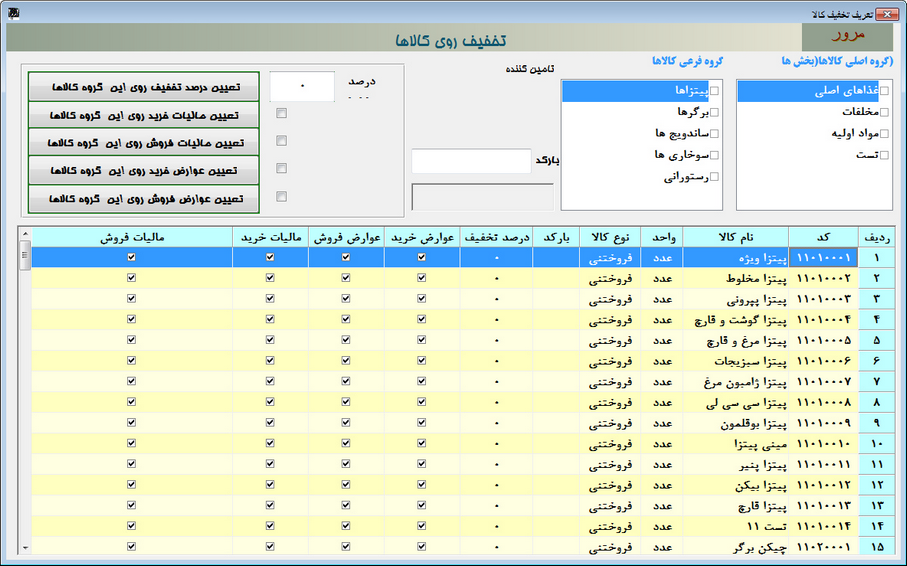 تعریف تخفیف کالا
مرور
تخفیف روی کالاها
(گروه اصلی کالاها(بخش ها
غذاهای اصلی
مخلفات
مواد اولیه
تست
گروه فرعی کالاها
پیتزاها
برگرها
ساندویچ ها
سوخاری ها
رستورانی
تامین کننده
بارکد
درصد
۰
تعیین درصد تخفیف روی این گروه کالاها
تعیین مالیات خرید روی این گروه کالاها
تعیین مالیات فروش روی این گروه کالاها
تعیین عوارض خرید روی این گروه کالاها
تعیین عوارض فروش روی این گروه کالاها
ردیف کد نام کالا واحد نوع کالا بارکد درصد تخفیف عوارض خرید عوارض فروش مالیات خرید مالیات فروش
۱ ۱۱۰۱۰۰۰۱ پیتزا ویژه عدد فروختنی ۰
۲ ۱۱۰۱۰۰۰۲ پیتزا مخلوط عدد فروختنی ۰
۳ ۱۱۰۱۰۰۰۳ پیتزا پپرونی عدد فروختنی ۰
۴ ۱۱۰۱۰۰۰۴ پیتزا گوشت و قارچ عدد فروختنی ۰
۵ ۱۱۰۱۰۰۰۵ پیتزا مرغ و قارچ عدد فروختنی ۰
۶ ۱۱۰۱۰۰۰۶ پیتزا سبزیجات عدد فروختنی ۰
۷ ۱۱۰۱۰۰۰۷ پیتزا ژامبون مرغ عدد فروختنی ۰
۸ ۱۱۰۱۰۰۰۸ پیتزا سی سی لی عدد فروختنی ۰
۹ ۱۱۰۱۰۰۰۹ پیتزا بوقلمون عدد فروختنی ۰
۱۰ ۱۱۰۱۰۰۱۰ مینی پیتزا عدد فروختنی ۰
۱۱ ۱۱۰۱۰۰۱۱ پیتزا پنیر عدد فروختنی ۰
۱۲ ۱۱۰۱۰۰۱۲ پیتزا بیکن عدد فروختنی ۰
۱۳ ۱۱۰۱۰۰۱۳ پیتزا قارچ عدد فروختنی ۰
۱۴ ۱۱۰۱۰۰۱۴ تست ۱۱ عدد فروختنی ۰
۱۵ ۱۱۰۲۰۰۰۱ چیکن برگر عدد فروختنی ۰